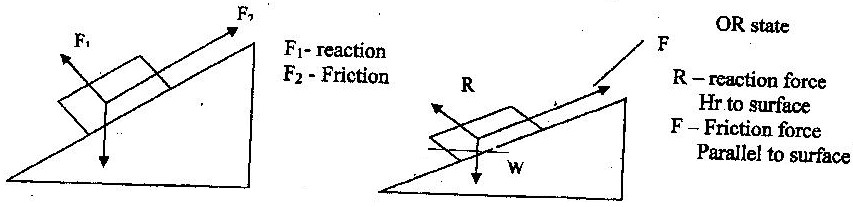 F₁
F₂
F₁- reaction
F₂ - Friction
R
W
F
OR state
R – reaction force
Hr to surface
F – Friction force
Parallel to surface